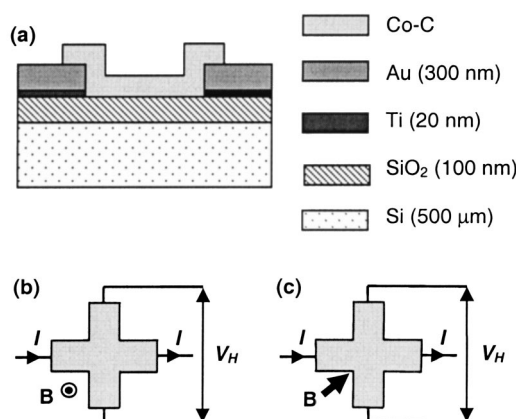 (a)
Co-C
Au (300 nm)
Ti (20 nm)
SiO₂ (100 nm)
Si (500 μm)
(b)
I
I
B
V_H
(c)
I
I
B
V_H